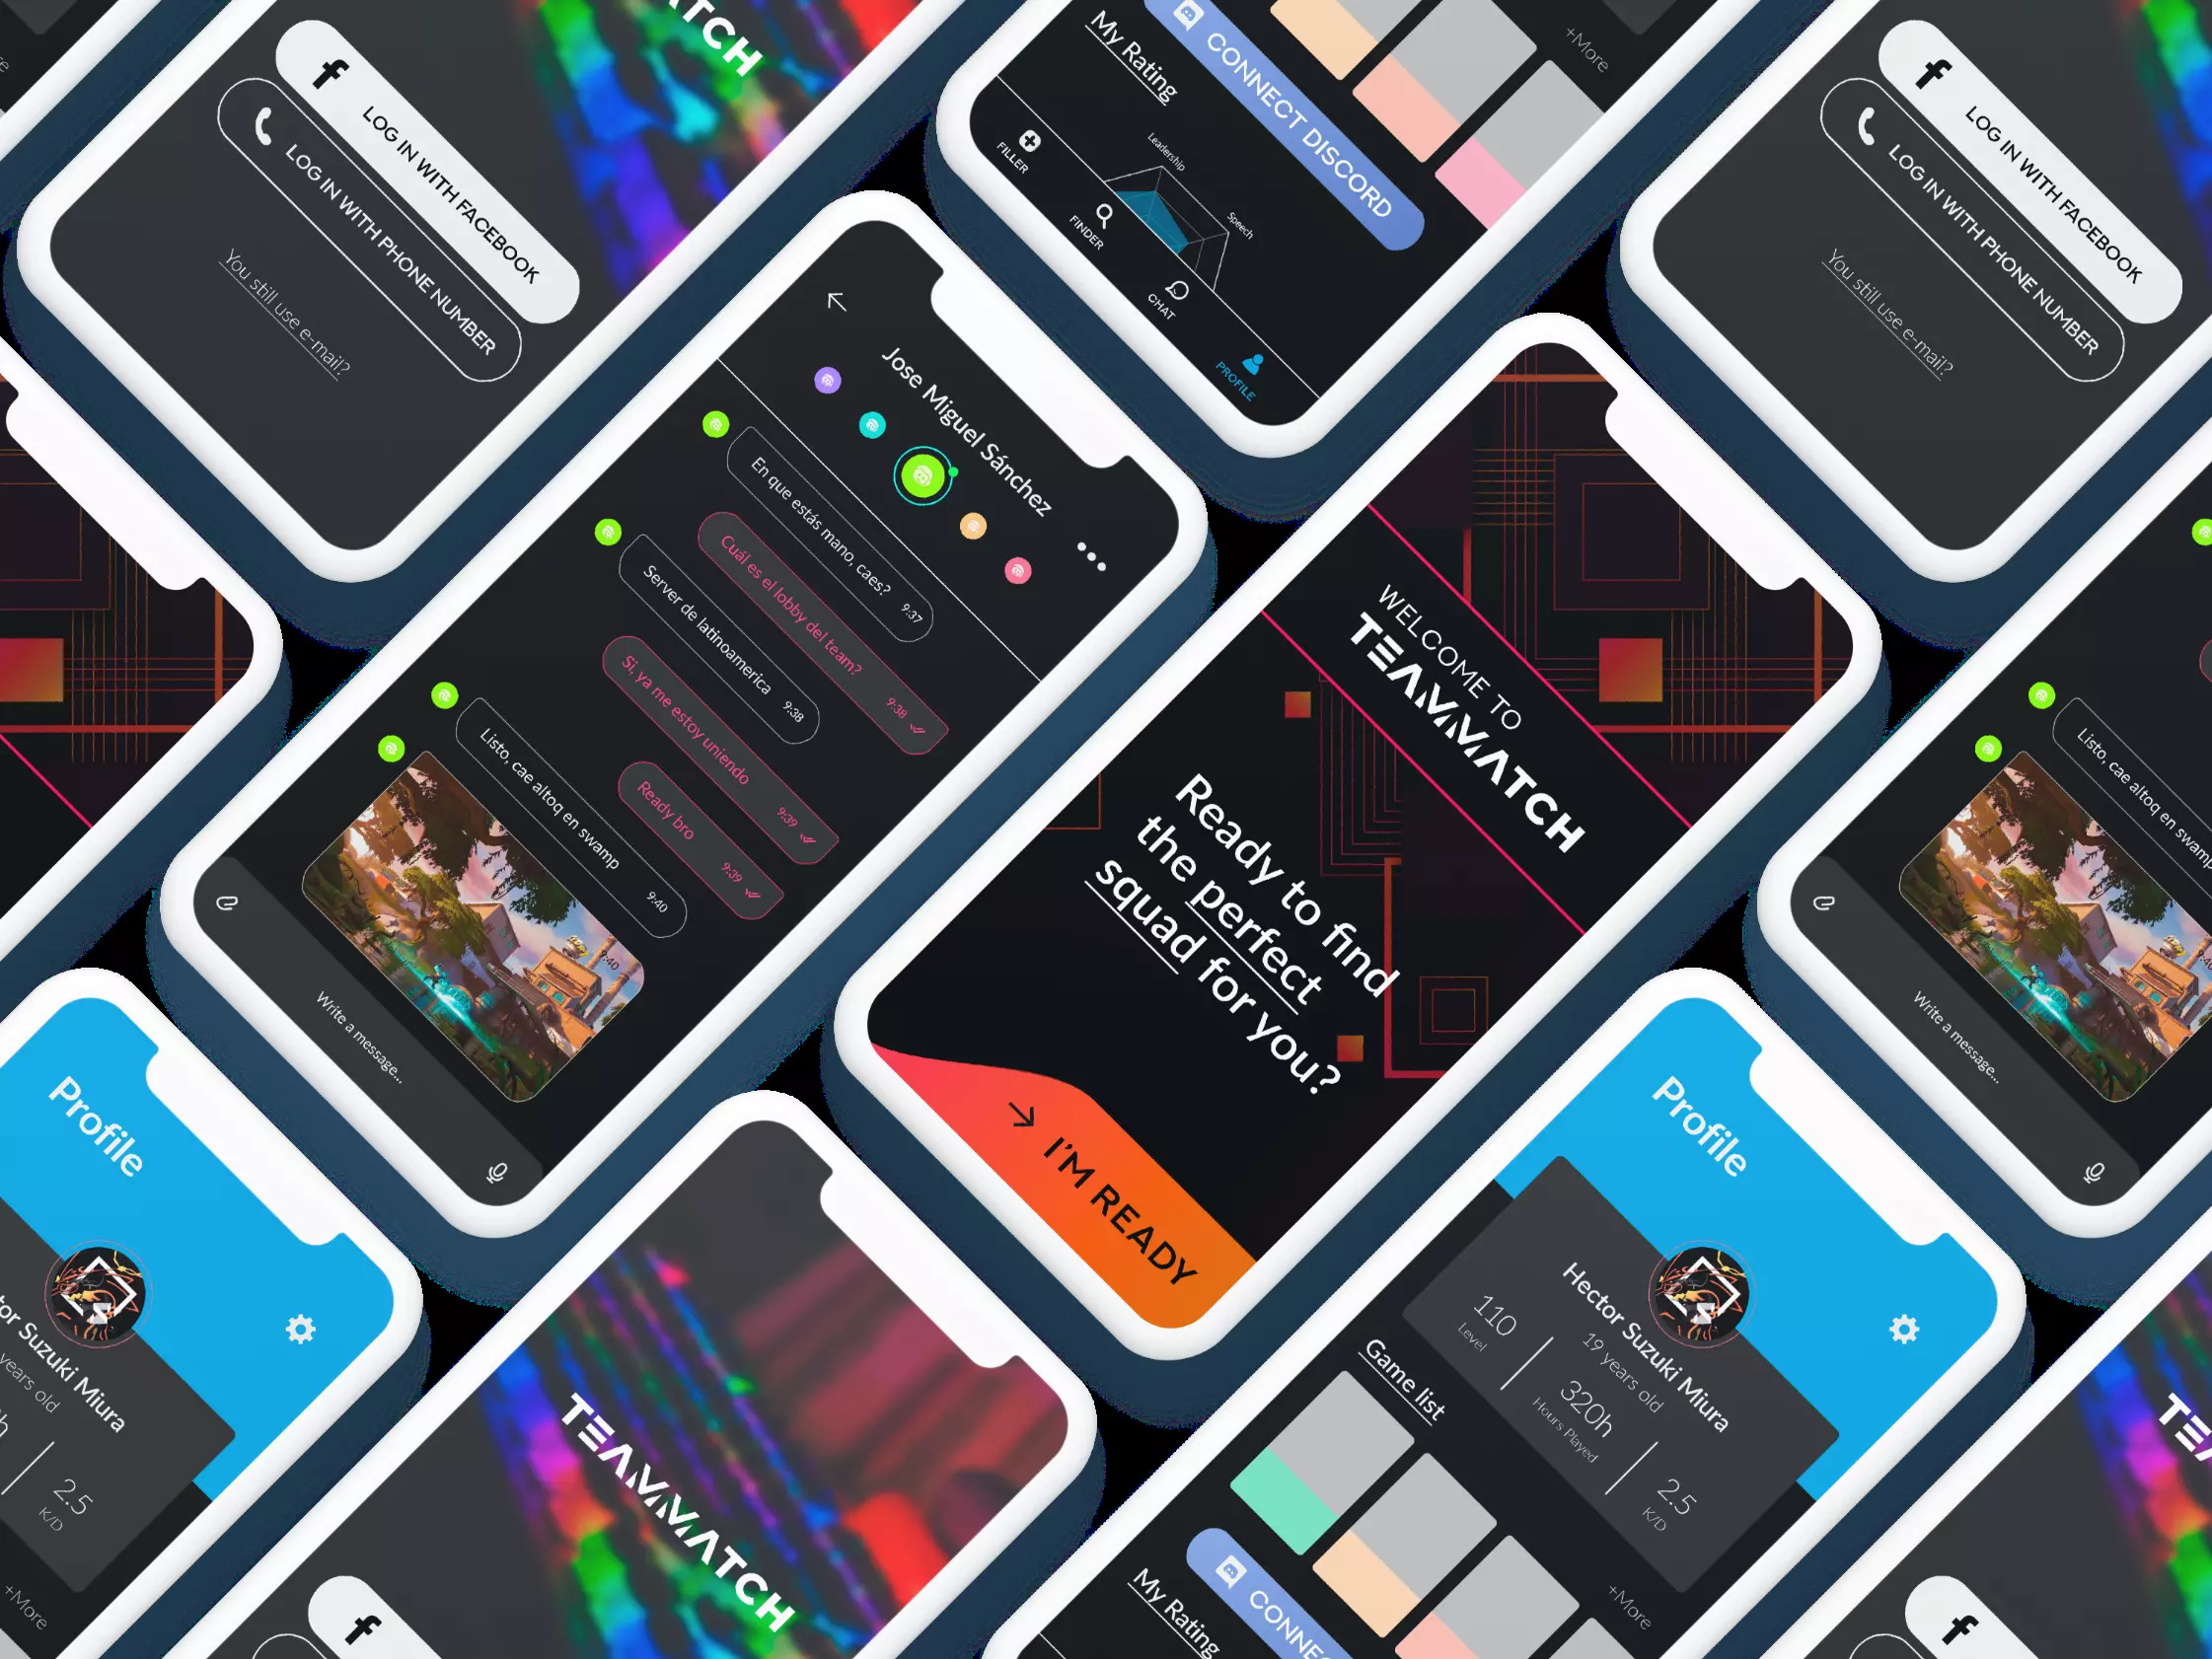 TCH
LOG IN WITH FACEBOOK
LOG IN WITH PHONE NUMBER
You still use e-mail?
+More
CONNECT DISCORD
My Rating
Leadership
Speech
FILLER
FINDER
CHAT
PROFILE
LOG IN WITH FACEBOOK
LOG IN WITH PHONE NUMBER
You still use e-mail?
Jose Miguel Sánchez
En que estás mano, caes? 9:37
Cuál es el lobby del team? 9:38
Server de latinoamerica 9:38
Si, ya me estoy uniendo 9:39
Ready bro 9:39
Listo, cae altoq en swamp 9:40
9:40
Write a message...
WELCOME TO
TEAMMATCH
Ready to find
the perfect
squad for you?
I'M READY
Listo, cae altoq en swamp
9:40
Write a message...
Profile
tor Suzuki Miura
years old
h
2.5
K/D
+More
TEAMMATCH
Profile
Hector Suzuki Miura
19 years old
110
Level
320h
Hours Played
2.5
K/D
Game list
+More
CONNEC
My Rating
TEA